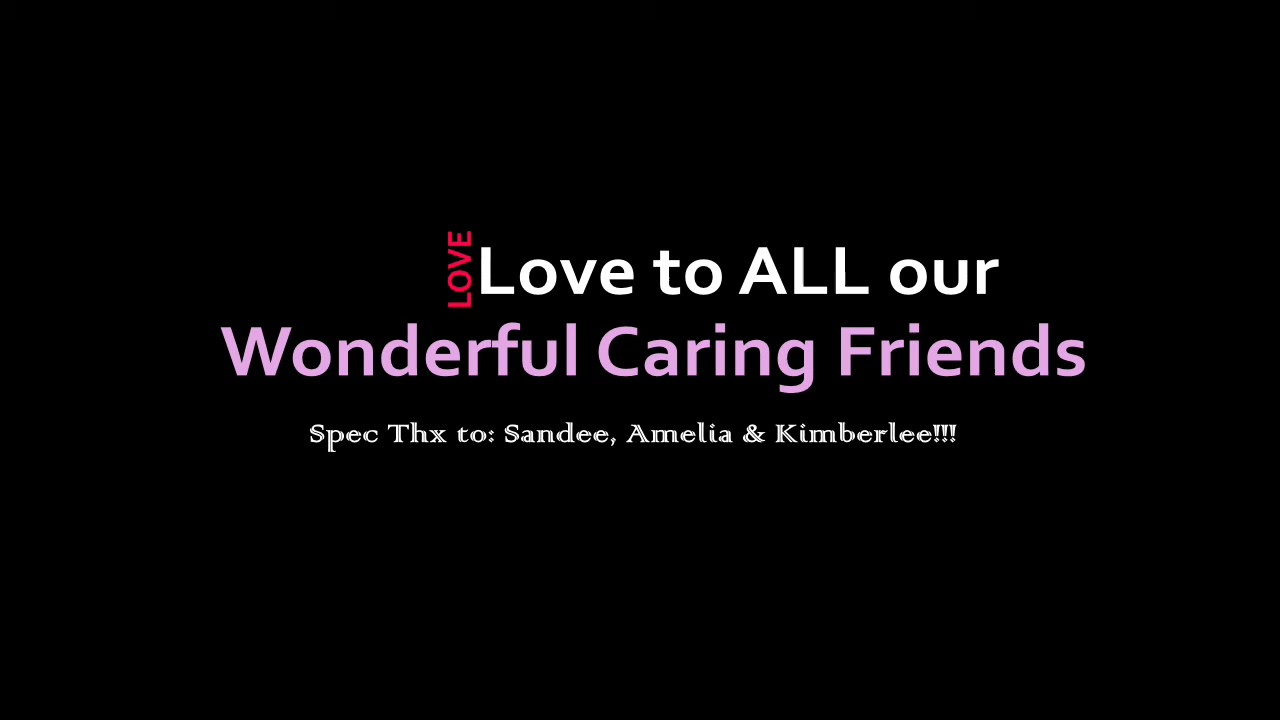 LOVE
Love to ALL our
Wonderful Caring Friends
Spec Thx to: Sandee, Amelia & Kimberlee!!!